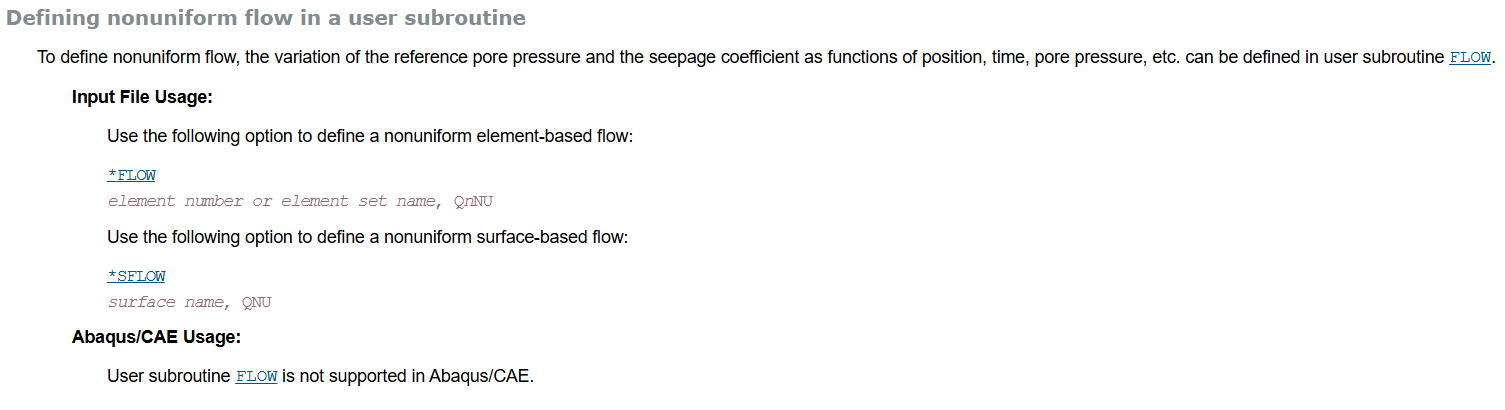 Defining nonuniform flow in a user subroutine
To define nonuniform flow, the variation of the reference pore pressure and the seepage coefficient as functions of position, time, pore pressure, etc. can be defined in user subroutine FLOW.
Input File Usage:
Use the following option to define a nonuniform element-based flow:
*FLOW
element number or element set name, QnNU
Use the following option to define a nonuniform surface-based flow:
*SFLOW
surface name, QNU
Abaqus/CAE Usage:
User subroutine FLOW is not supported in Abaqus/CAE.